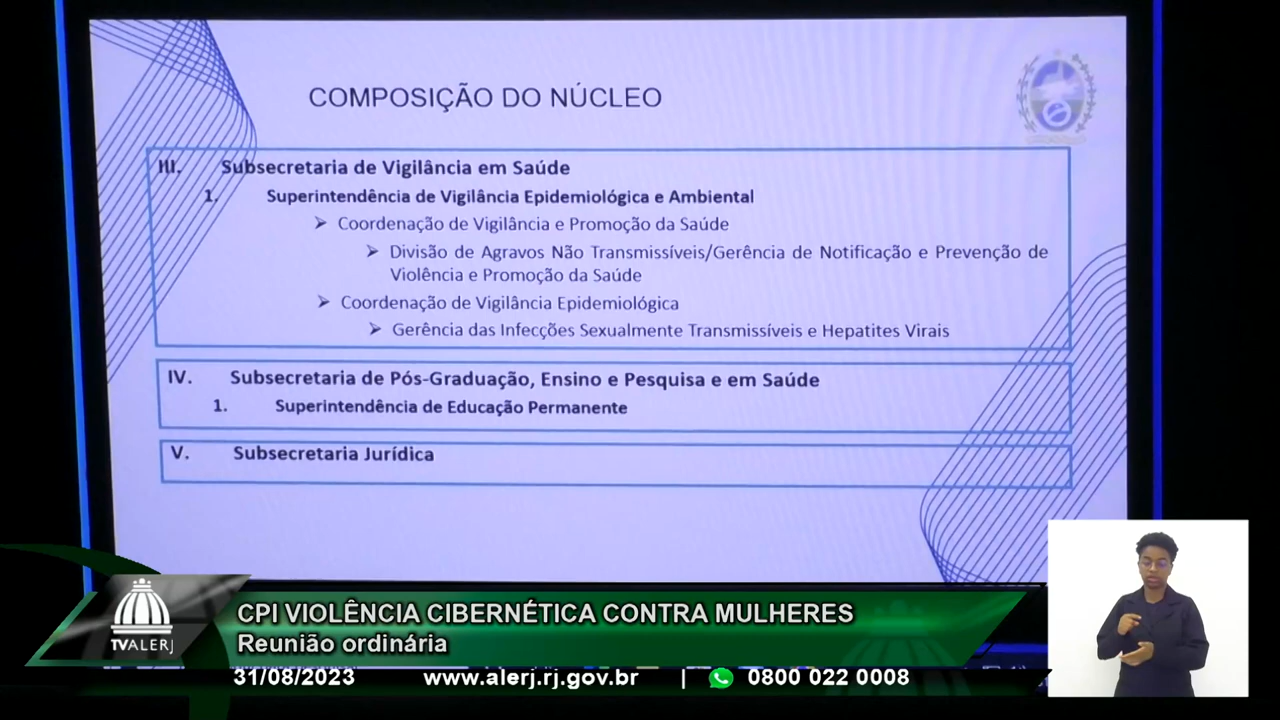 COMPOSIÇÃO DO NÚCLEO
III. Subsecretaria de Vigilância em Saúde
1. Superintendência de Vigilância Epidemiológica e Ambiental
➤ Coordenação de Vigilância e Promoção da Saúde
➤ Divisão de Agravos Não Transmissíveis/Gerência de Notificação e Prevenção de
Violência e Promoção da Saúde
➤ Coordenação de Vigilância Epidemiológica
➤ Gerência das Infecções Sexualmente Transmissíveis e Hepatites Virais
IV. Subsecretaria de Pós-Graduação, Ensino e Pesquisa e em Saúde
1. Superintendência de Educação Permanente
V. Subsecretaria Jurídica
CPI VIOLÊNCIA CIBERNÉTICA CONTRA MULHERES
TVALERJ
Reunião ordinária
31/08/2023 www.alerj.rj.gov.br | 0800 022 0008